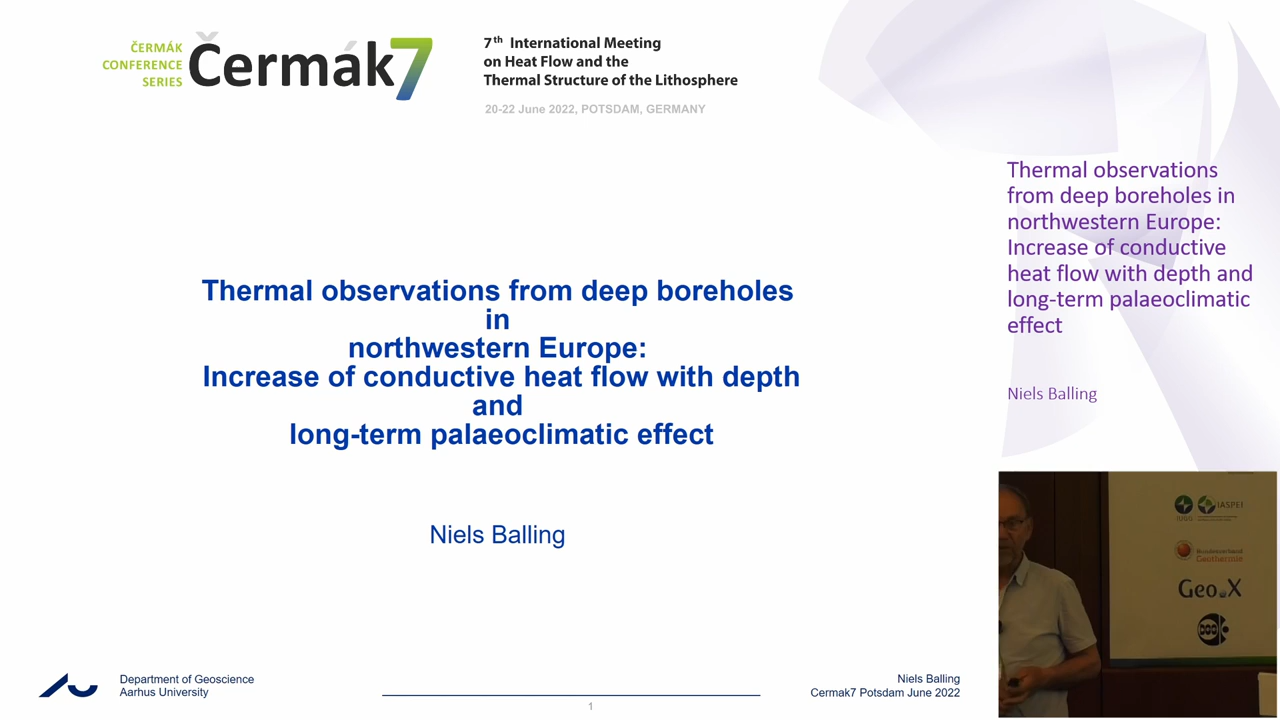 ČERMÁK
CONFERENCE
SERIES
Čermák7
7th International Meeting
on Heat Flow and the
Thermal Structure of the Lithosphere
20-22 June 2022, POTSDAM, GERMANY
Thermal observations from deep boreholes
in
northwestern Europe:
Increase of conductive heat flow with depth
and
long-term palaeoclimatic effect
Niels Balling
Department of Geoscience
Aarhus University
Niels Balling
Cermak7 Potsdam June 2022
1
Thermal observations
from deep boreholes in
northwestern Europe:
Increase of conductive
heat flow with depth and
long-term palaeoclimatic
effect
Niels Balling
IUGG
IASPEI
Bundesverband
Geothermie
Geo.X